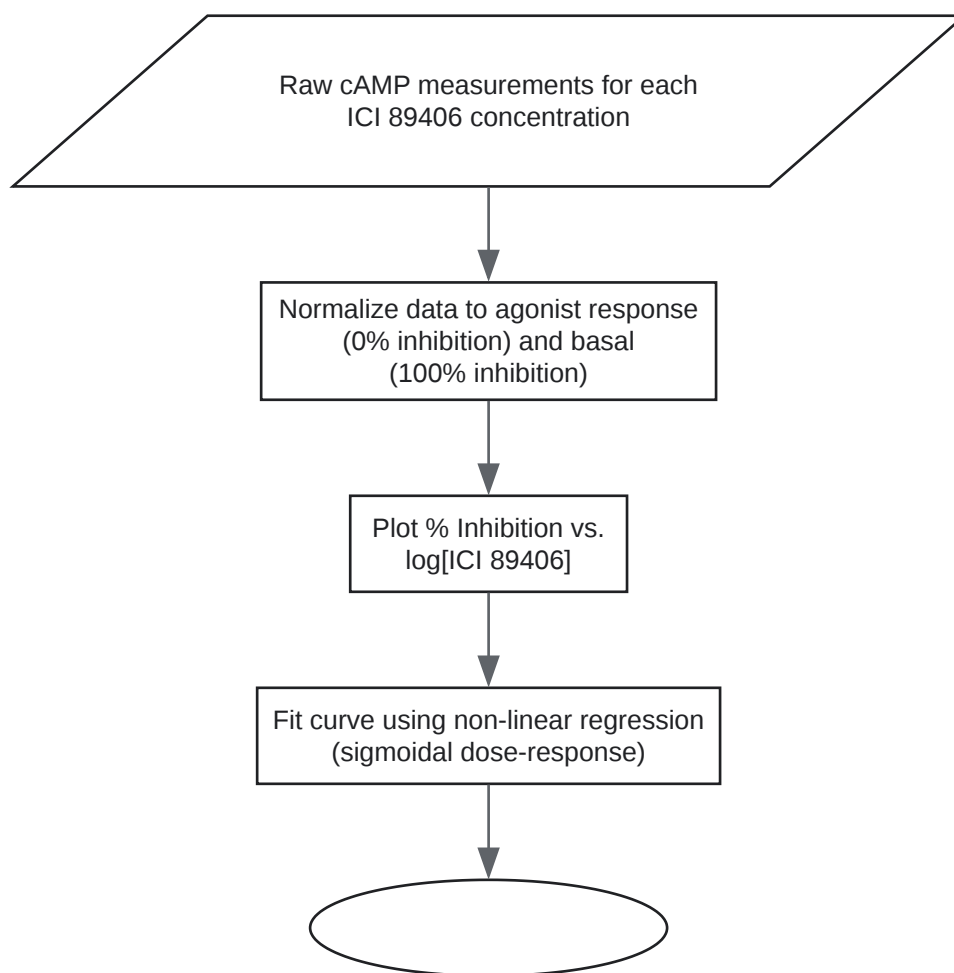 Raw cAMP measurements for each
ICI 89406 concentration
Normalize data to agonist response
(0% inhibition) and basal
(100% inhibition)
Plot % Inhibition vs.
log[ICI 89406]
Fit curve using non-linear regression
(sigmoidal dose-response)